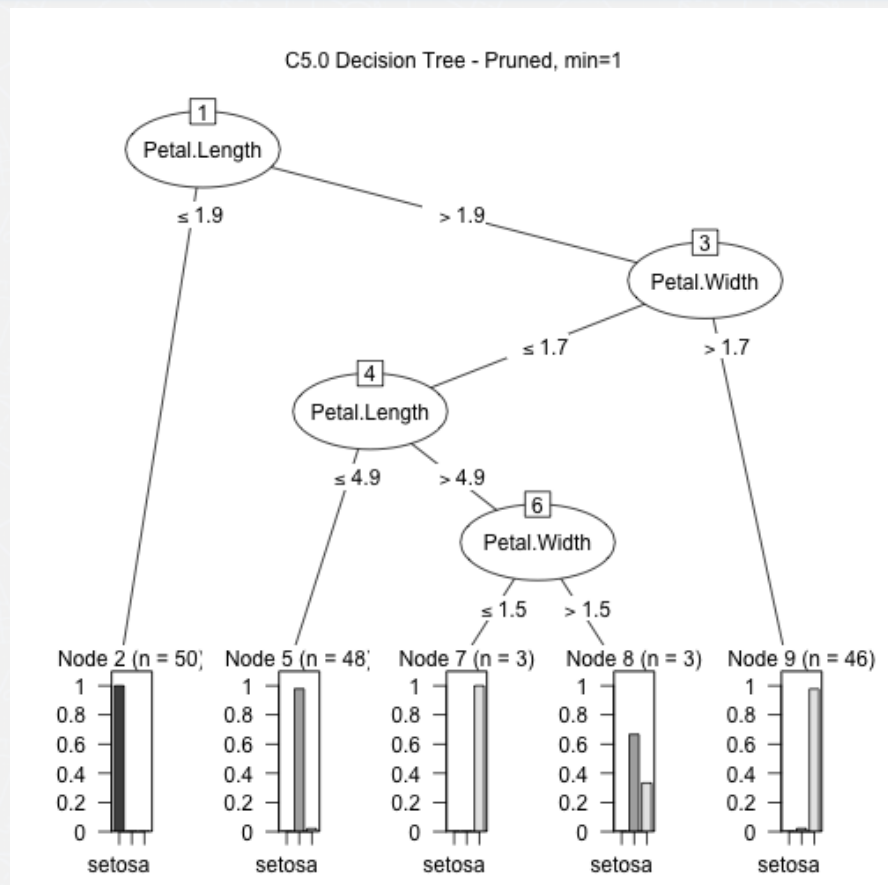 C5.0 Decision Tree - Pruned, min=1
1
Petal.Length
≤ 1.9
> 1.9
3
Petal.Width
≤ 1.7
> 1.7
4
Petal.Length
≤ 4.9
> 4.9
6
Petal.Width
≤ 1.5
> 1.5
Node 2 (n = 50)
1
0.8
0.6
0.4
0.2
0
setosa
Node 5 (n = 48)
1
0.8
0.6
0.4
0.2
0
setosa
Node 7 (n = 3)
1
0.8
0.6
0.4
0.2
0
setosa
Node 8 (n = 3)
1
0.8
0.6
0.4
0.2
0
setosa
Node 9 (n = 46)
1
0.8
0.6
0.4
0.2
0
setosa